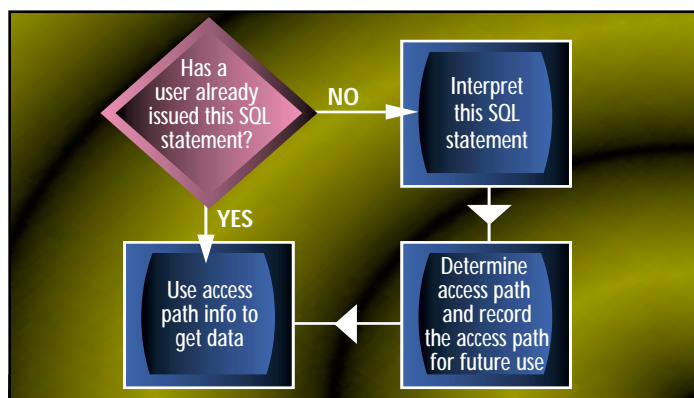 Has a
user already
issued this SQL
statement?
NO
Interpret
this SQL
statement
YES
Use access
path info to
get data
Determine
access path
and record
the access path
for future use